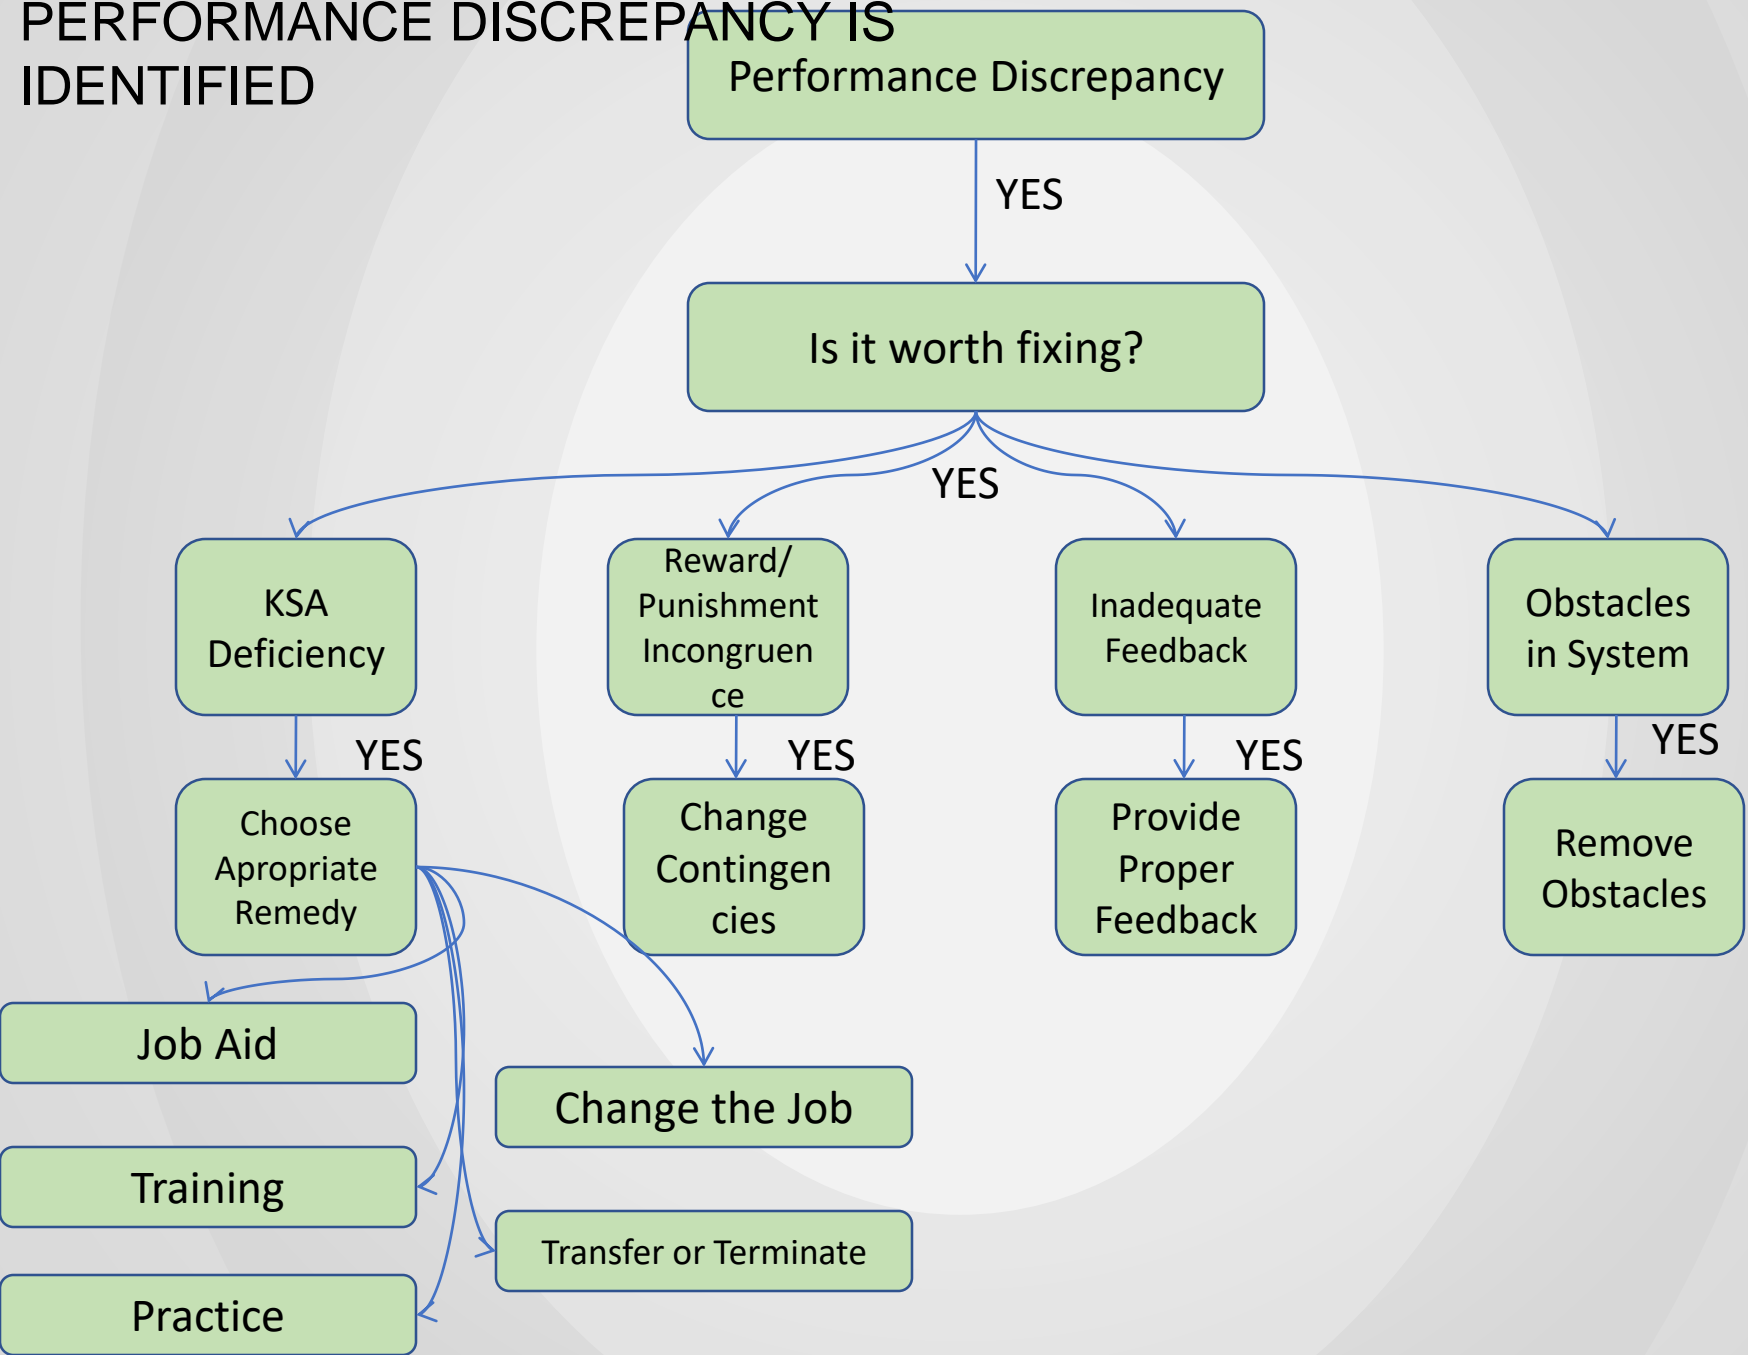 PERFORMANCE DISCREPANCY IS
IDENTIFIED
Performance Discrepancy
YES
Is it worth fixing?
YES
KSA
Deficiency
Reward/
Punishment
Incongruen
ce
Inadequate
Feedback
Obstacles
in System
YES
YES
YES
YES
Choose
Apropriate
Remedy
Change
Contingen
cies
Provide
Proper
Feedback
Remove
Obstacles
Job Aid
Change the Job
Training
Transfer or Terminate
Practice